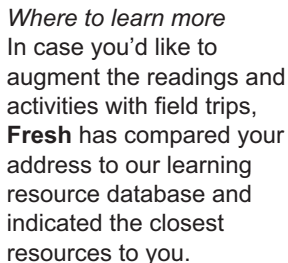 Where to learn more
In case you’d like to
augment the readings and
activities with field trips,
Fresh has compared your
address to our learning
resource database and
indicated the closest
resources to you.